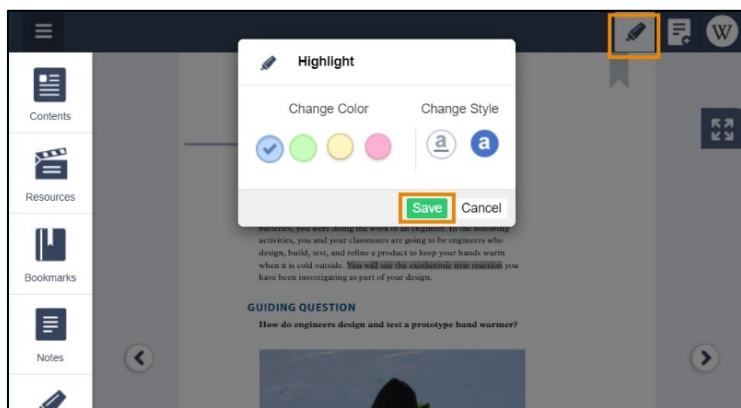 W
Highlight
Change Color Change Style
a a
Save Cancel
Contents
Resources
Bookmarks
Notes
batteries, you were doing the work of an engineer. In the following
activities, you and your classmates are going to be engineers who
design, build, test, and refine a product to keep your hands warm
when it is cold outside. You will use the exothermic iron reaction you
have been investigating as part of your design.
GUIDING QUESTION
How do engineers design and test a prototype hand warmer?